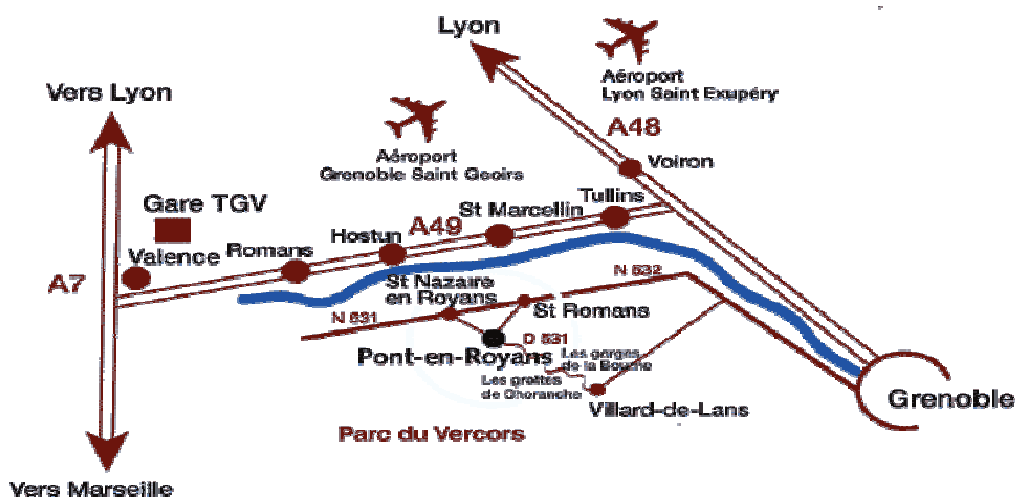 Lyon
Aéroport
Lyon Saint Exupéry
Vers Lyon
A48
Aéroport
Grenoble Saint Geoirs
Voiron
Tullins
Gare TGV
St Marcellin
A49
Hostun
Romans
Valence
A7
N 532
St Nazaire
en Royans
St Romans
N 531
D 531
Pont-en-Royans
Les gorges
de la Bourne
Les grottes
de Choranche
Villard-de-Lans
Grenoble
Parc du Vercors
Vers Marseille